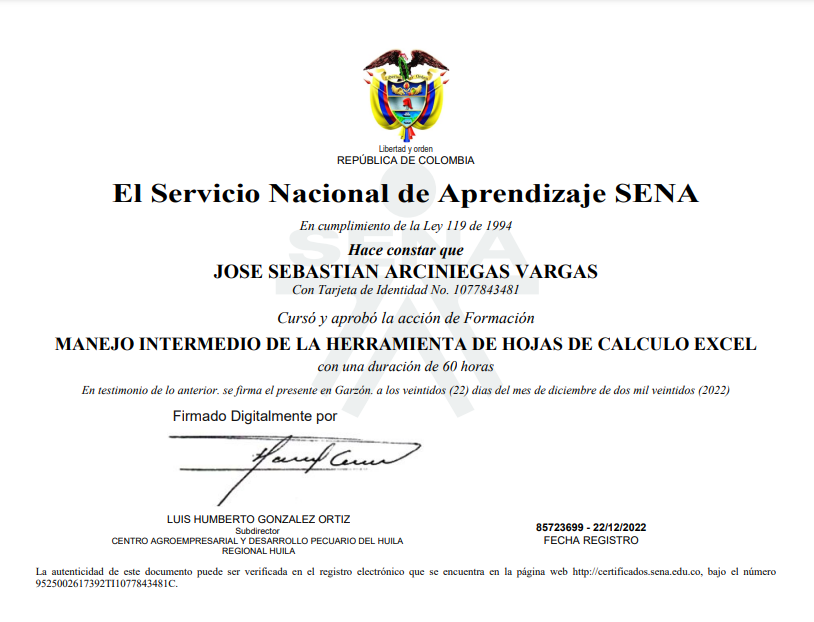 Libertad y orden
REPÚBLICA DE COLOMBIA
El Servicio Nacional de Aprendizaje SENA
En cumplimiento de la Ley 119 de 1994
SENA
Hace constar que
JOSE SEBASTIAN ARCINIEGAS VARGAS
Con Tarjeta de Identidad No. 1077843481
Cursó y aprobó la acción de Formación
MANEJO INTERMEDIO DE LA HERRAMIENTA DE HOJAS DE CALCULO EXCEL
con una duración de 60 horas
En testimonio de lo anterior. se firma el presente en Garzón. a los veintidos (22) dias del mes de diciembre de dos mil veintidos (2022)
Firmado Digitalmente por
LUIS HUMBERTO GONZALEZ ORTIZ
Subdirector
CENTRO AGROEMPRESARIAL Y DESARROLLO PECUARIO DEL HUILA
REGIONAL HUILA
85723699 - 22/12/2022
FECHA REGISTRO
La autenticidad de este documento puede ser verificada en el registro electrónico que se encuentra en la página web http://certificados.sena.edu.co, bajo el número
9525002617392TI1077843481C.